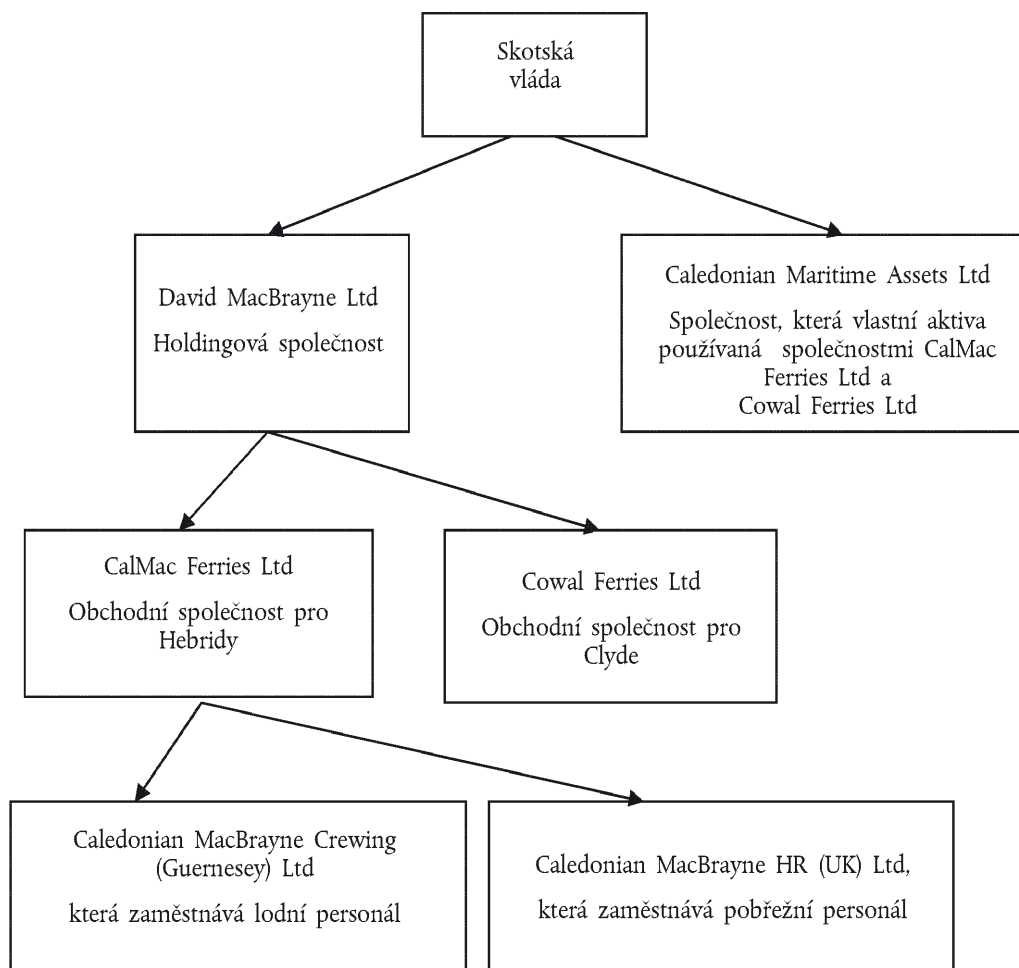 Skotská
vláda
David MacBrayne Ltd
Holdingová společnost
Caledonian Maritime Assets Ltd
Společnost, která vlastní aktiva
používaná společnostmi CalMac
Ferries Ltd a
Cowal Ferries Ltd
CalMac Ferries Ltd
Obchodní společnost pro
Hebridy
Cowal Ferries Ltd
Obchodní společnost pro
Clyde
Caledonian MacBrayne Crewing
(Guernesey) Ltd
která zaměstnává lodní personál
Caledonian MacBrayne HR (UK) Ltd,
která zaměstnává pobřežní personál